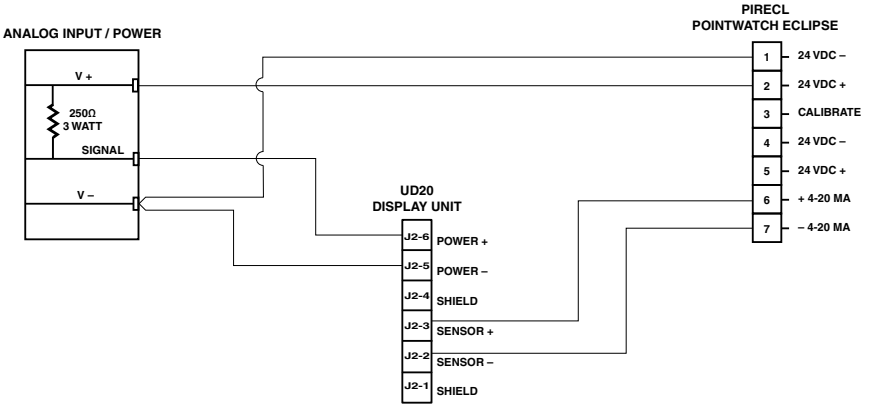 PIRECL
POINTWATCH ECLIPSE
ANALOG INPUT / POWER
V +
250Ω
3 WATT
SIGNAL
V –
1 24 VDC –
2 24 VDC +
3 CALIBRATE
4 24 VDC –
5 24 VDC +
6 + 4-20 MA
7 – 4-20 MA
UD20
DISPLAY UNIT
J2-6 POWER +
J2-5 POWER –
J2-4 SHIELD
J2-3 SENSOR +
J2-2 SENSOR –
J2-1 SHIELD